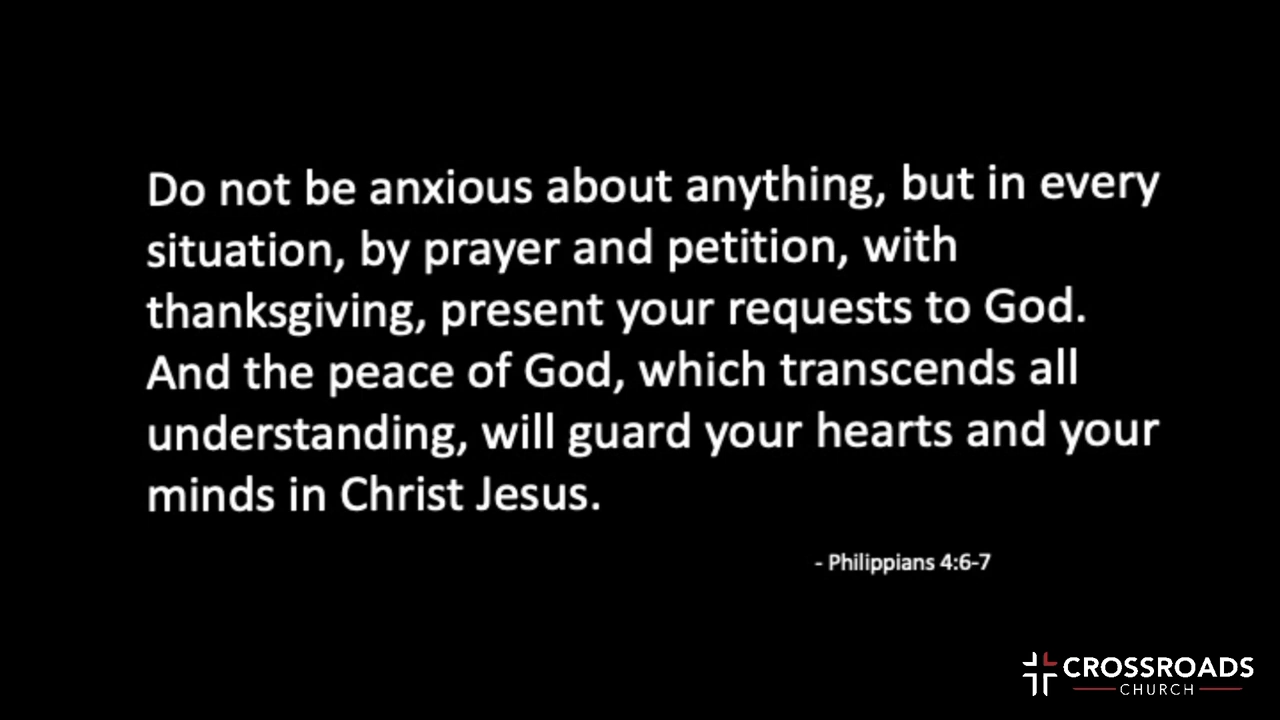 Do not be anxious about anything, but in every
situation, by prayer and petition, with
thanksgiving, present your requests to God.
And the peace of God, which transcends all
understanding, will guard your hearts and your
minds in Christ Jesus.
- Philippians 4:6-7
CROSSROADS
CHURCH